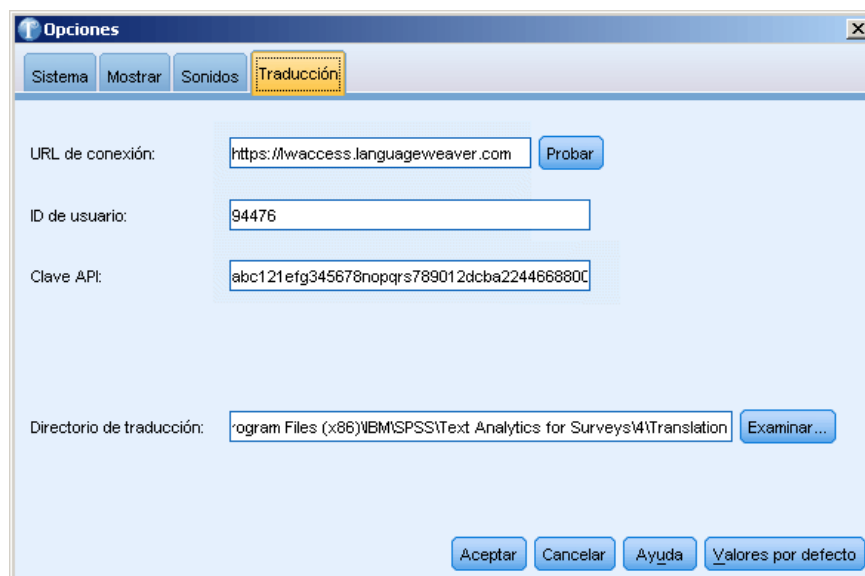 Opciones
Sistema Mostrar Sonidos Traducción
URL de conexión: https://lwaccess.languageweaver.com Probar
ID de usuario: 94476
Clave API: abc121efg345678nopqrs789012dcba2244668800
Directorio de traducción: rogram Files (x86)\IBM\SPSS\Text Analytics for Surveys\4\Translation Examinar...
Aceptar Cancelar Ayuda Valores por defecto